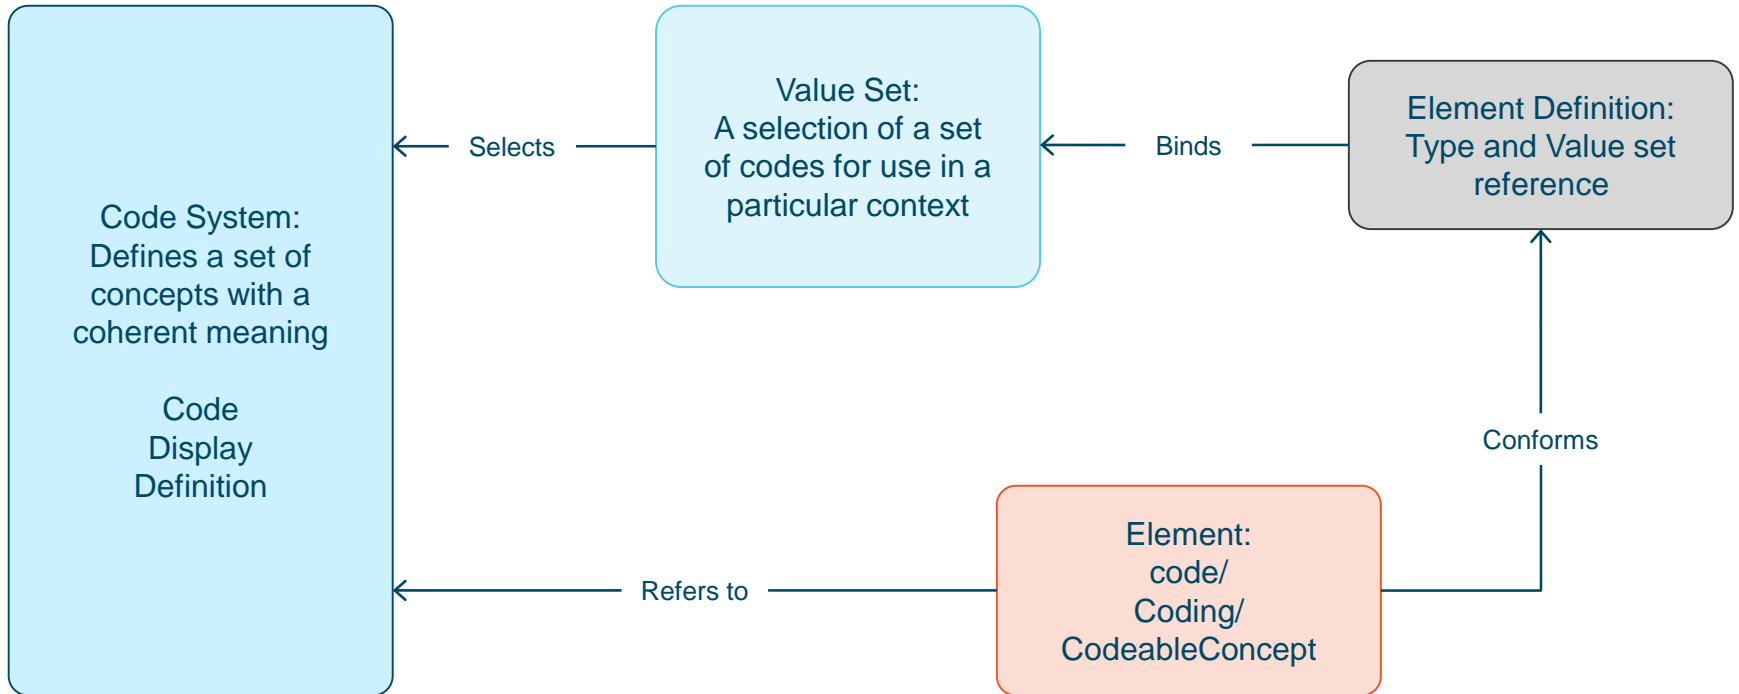 Code System:
Defines a set of
concepts with a
coherent meaning
Code
Display
Definition
Selects
Value Set:
A selection of a set
of codes for use in a
particular context
Binds
Element Definition:
Type and Value set
reference
Conforms
Refers to
Element:
code/
Coding/
CodeableConcept